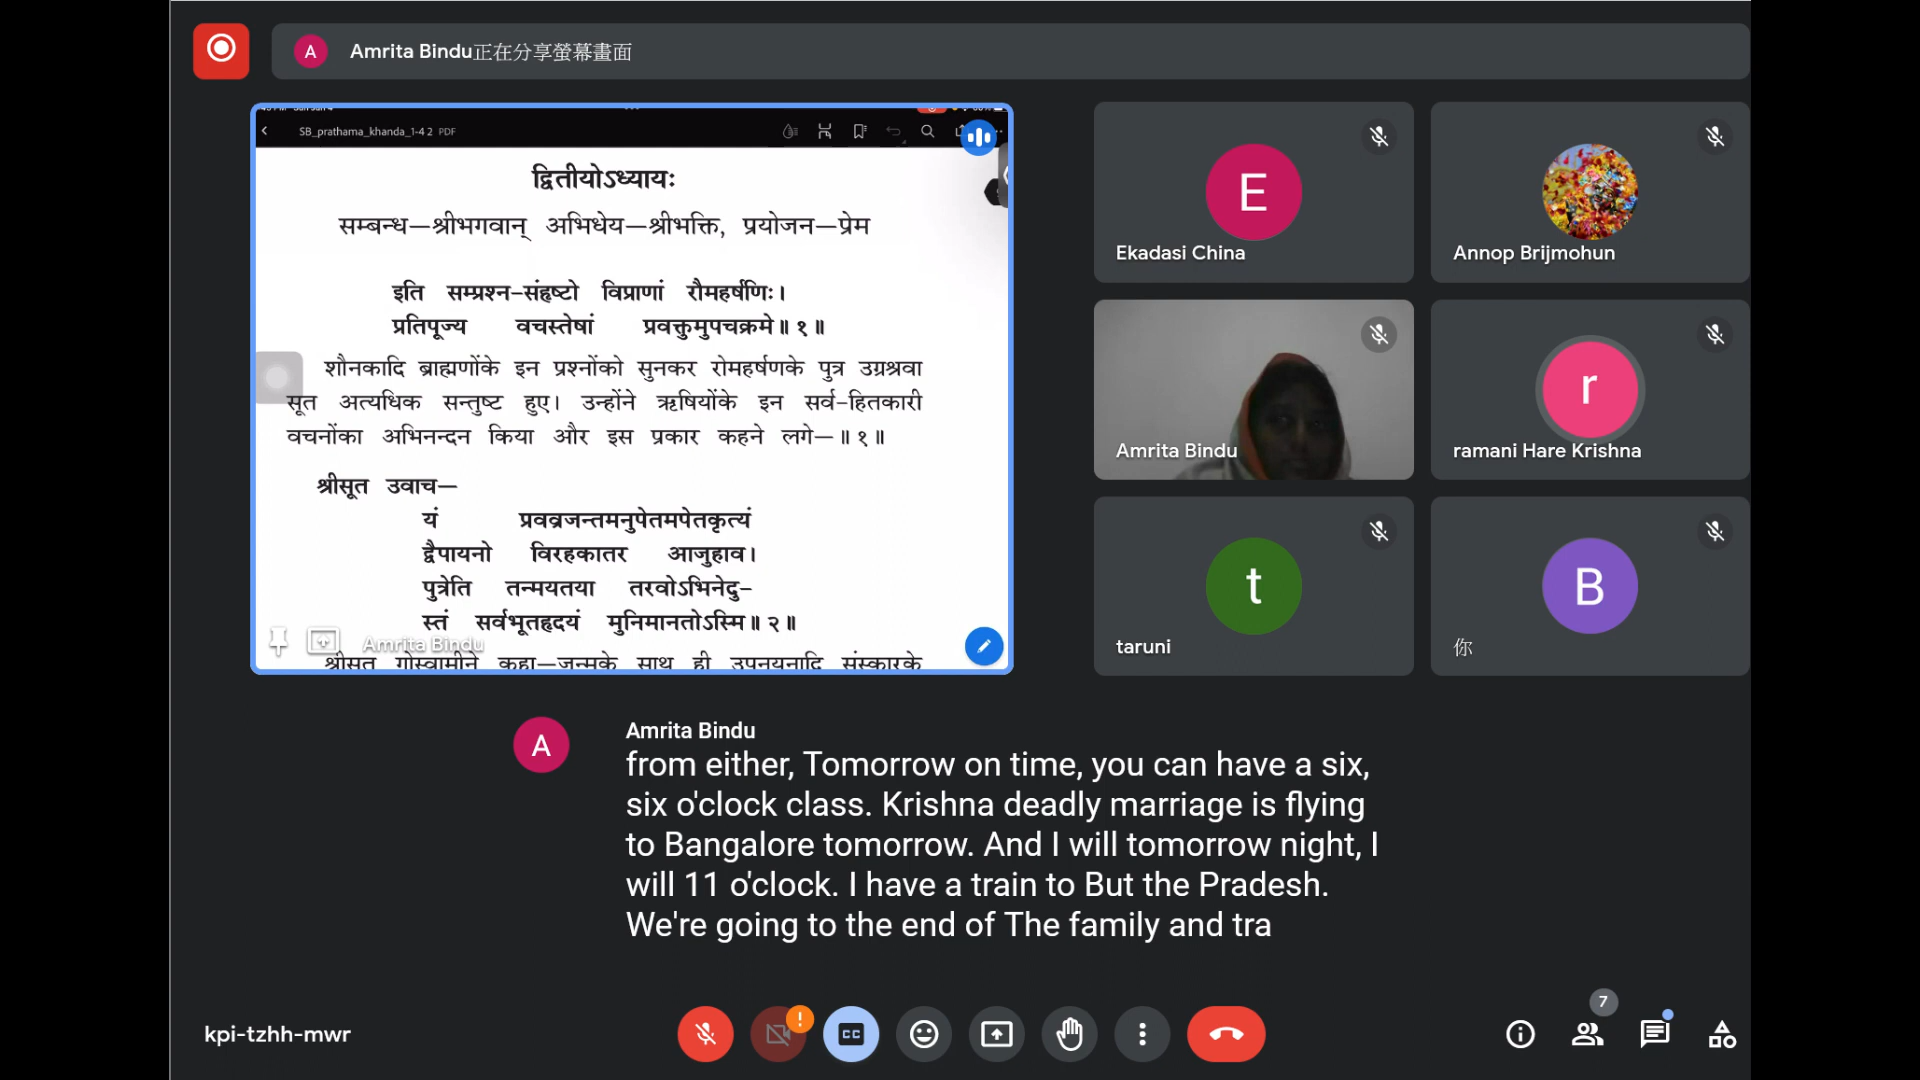 A Amrita Bindu正在分享螢幕畫面
SB_prathama_khanda_1-4 2 PDF
द्वितीयोऽध्यायः
सम्बन्ध—श्रीभगवान् अभिधेय—श्रीभक्ति, प्रयोजन—प्रेम
इति सम्प्रश्न-संहृष्टो विप्राणां रौमहर्षणिः।
प्रतिपूज्य वचस्तेषां प्रवक्तुमुपचक्रमे॥ १॥
शौनकादि ब्राह्मणोंके इन प्रश्नोंको सुनकर रोमहर्षणके पुत्र उग्रश्रवा
सूत अत्यधिक सन्तुष्ट हुए। उन्होंने ऋषियोंके इन सर्व-हितकारी
वचनोंका अभिनन्दन किया और इस प्रकार कहने लगे—॥ १॥
श्रीसूत उवाच—
यं प्रवव्रजन्तमनुपेतमपेतकृत्यं
द्वैपायनो विरहकातर आजुहाव।
पुत्रेति तन्मयतया तरवोऽभिनेदु-
स्तं सर्वभूतहृदयं मुनिमानतोऽस्मि॥ २॥
श्रीसूत गोस्वामीने कहा—जन्मके साथ ही उपनयनादि संस्कारके
Amrita Bindu
E
Ekadasi China
Annop Brijmohun
Amrita Bindu
r
ramani Hare Krishna
t
taruni
B
你
A
Amrita Bindu
from either, Tomorrow on time, you can have a six,
six o'clock class. Krishna deadly marriage is flying
to Bangalore tomorrow. And I will tomorrow night, I
will 11 o'clock. I have a train to But the Pradesh.
We're going to the end of The family and tra
kpi-tzhh-mwr
!
CC
7